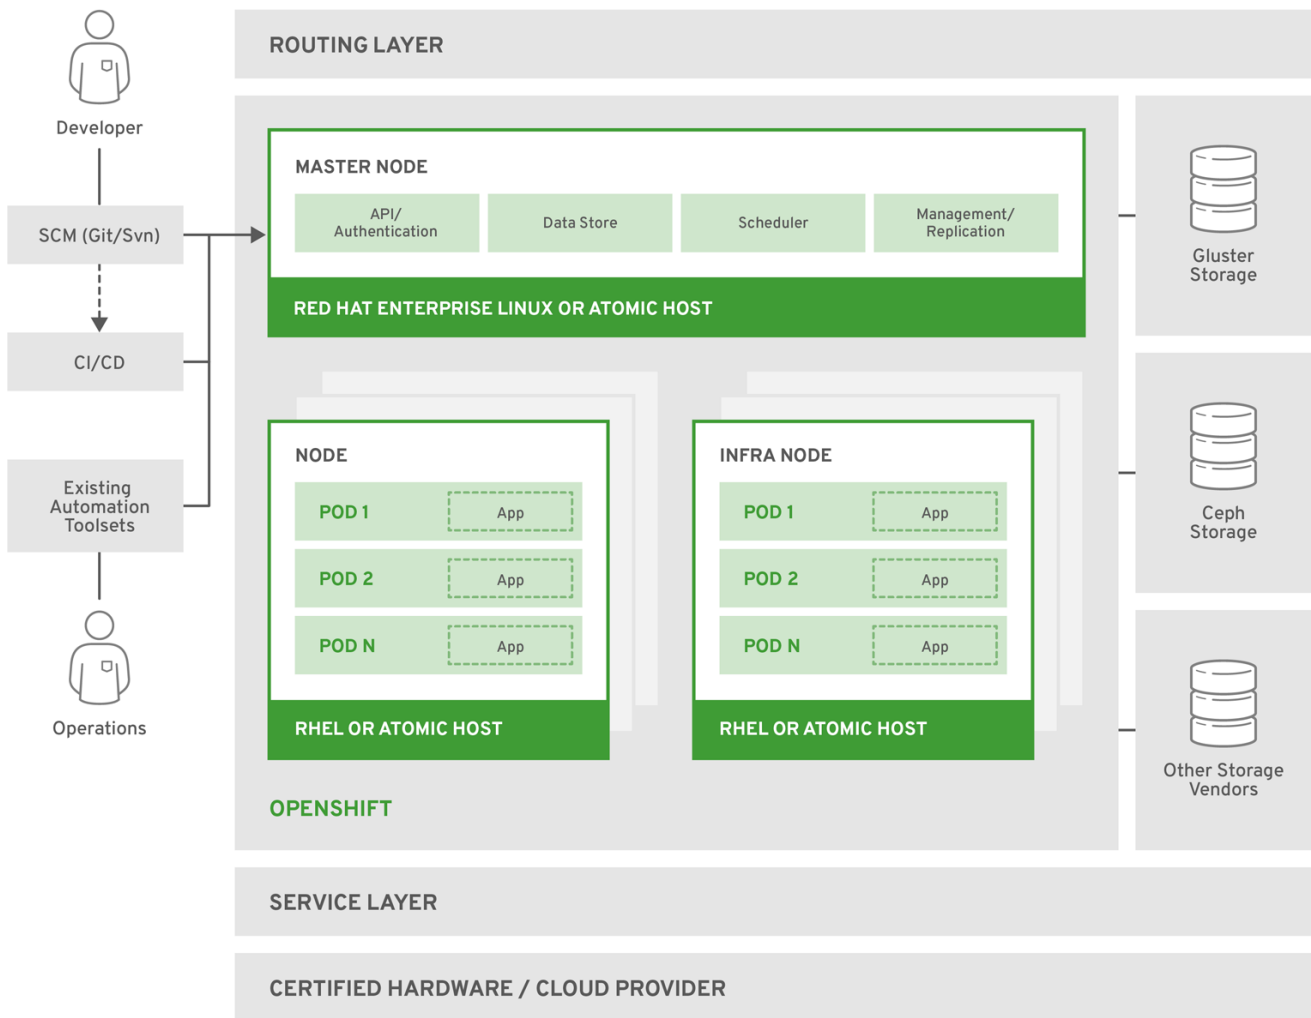 Developer
SCM (Git/Svn)
CI/CD
Existing
Automation
Toolsets
Operations
ROUTING LAYER
MASTER NODE
API/
Authentication
Data Store
Scheduler
Management/
Replication
RED HAT ENTERPRISE LINUX OR ATOMIC HOST
NODE
POD 1
App
POD 2
App
POD N
App
RHEL OR ATOMIC HOST
INFRA NODE
POD 1
App
POD 2
App
POD N
App
RHEL OR ATOMIC HOST
OPENSHIFT
Gluster
Storage
Ceph
Storage
Other Storage
Vendors
SERVICE LAYER
CERTIFIED HARDWARE / CLOUD PROVIDER